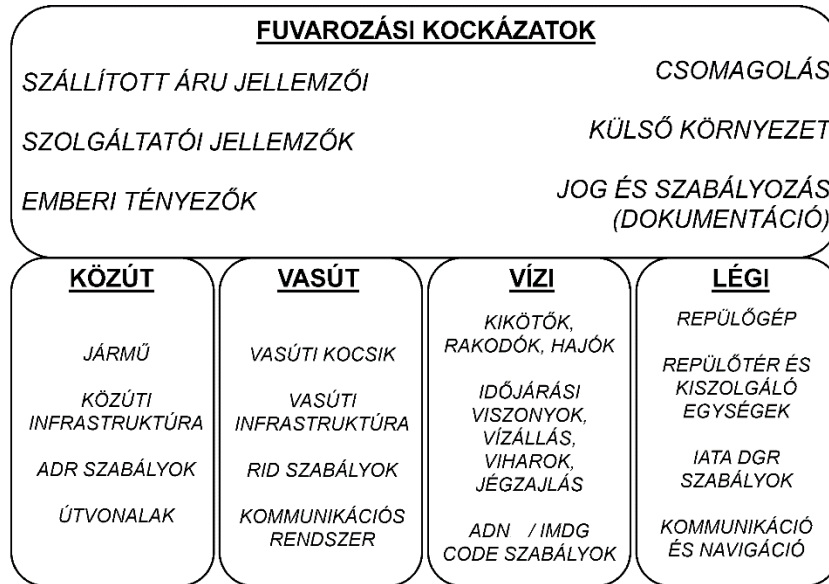 FUVAROZÁSI KOCKÁZATOK
SZÁLLÍTOTT ÁRU JELLEMZŐI
SZOLGÁLTATÓI JELLEMZŐK
EMBERI TÉNYEZŐK
CSOMAGOLÁS
KÜLSŐ KÖRNYEZET
JOG ÉS SZABÁLYOZÁS
(DOKUMENTÁCIÓ)
KÖZÚT
JÁRMŰ
KÖZÚTI
INFRASTRUKTÚRA
ADR SZABÁLYOK
ÚTVONALAK
VASÚT
VASÚTI KOCSIK
VASÚTI
INFRASTRUKTÚRA
RID SZABÁLYOK
KOMMUNIKÁCIÓS
RENDSZER
VÍZI
KIKÖTŐK,
RAKODÓK, HAJÓK
IDŐJÁRÁSI
VISZONYOK,
VÍZÁLLÁS,
VIHAROK,
JÉGZAJLÁS
ADN / IMDG
CODE SZABÁLYOK
LÉGI
REPÜLŐGÉP
REPÜLŐTÉR ÉS
KISZOLGÁLÓ
EGYSÉGEK
IATA DGR
SZABÁLYOK
KOMMUNIKÁCIÓ
ÉS NAVIGÁCIÓ